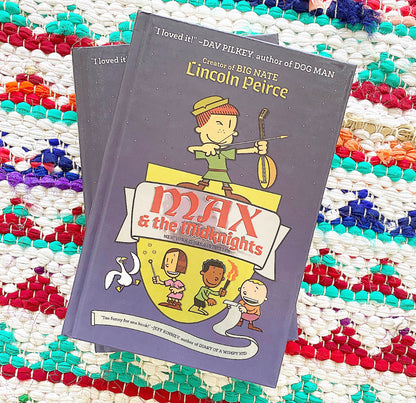 "I loved it!" –DAV PILKEY, author of DOG MAN
Creator of BIG NATE
Lincoln Peirce
MAX
& the Midknights
"Too funny for one book!" –JEFF KINNEY, author of DIARY OF A WIMPY KID
"I loved it